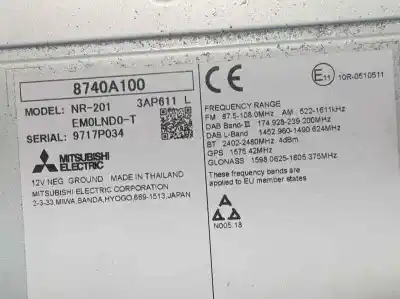 8740A100
MODEL: NR-201 3AP611 L
EM0LND0-T
SERIAL: 9717P034
MITSUBISHI
ELECTRIC
12V NEG GROUND MADE IN THAILAND
MITSUBISHI ELECTRIC CORPORATION
2-3-33,MIWA,SANDA,HYOGO,669-1513,JAPAN
CE
E11 10R-0510511
FREQUENCY RANGE
FM 87.5-108.0MHz AM 522-1611kHz
DAB Band-III 174.928-239.200MHz
DAB L-Band 1452.960-1490.624MHz
BT 2402-2480MHz 4dBm
GPS 1575.42MHz
GLONASS 1598.0625-1605.375MHz
These frequency bands are
applied to EU member states
N005.18